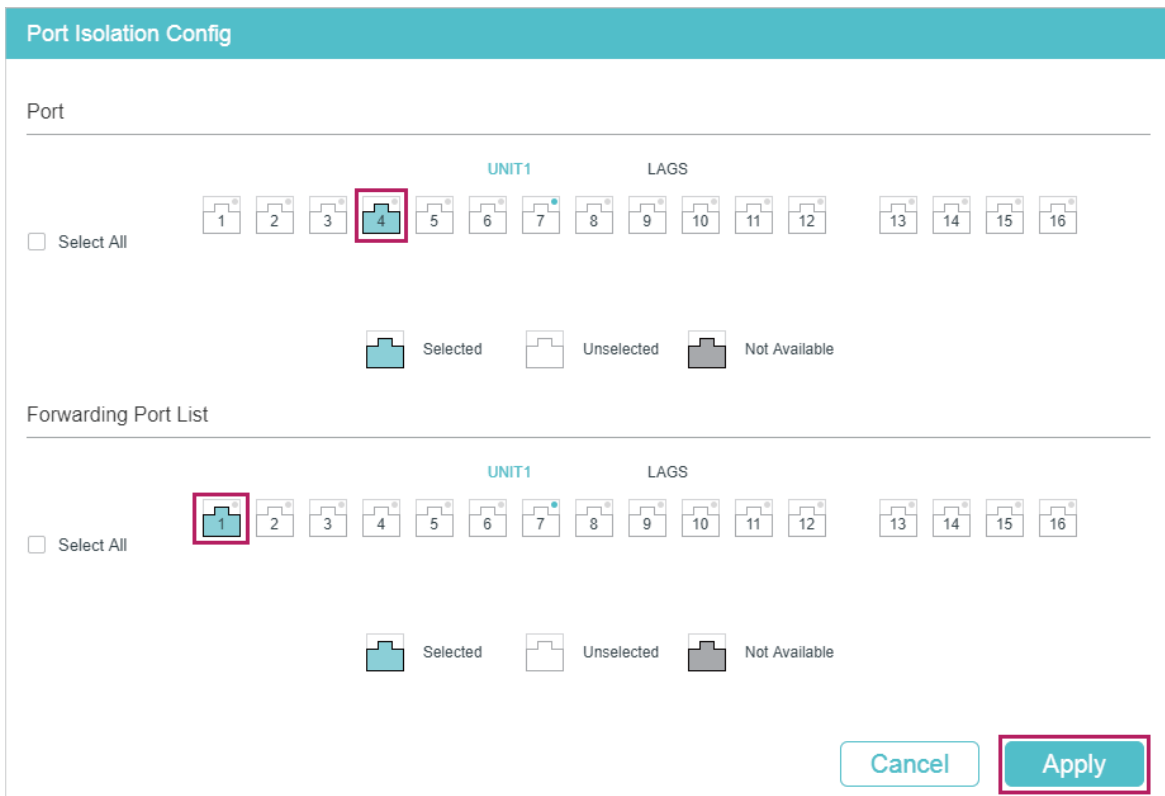 Port Isolation Config
Port
UNIT1 LAGS
1 2 3 4 5 6 7 8 9 10 11 12 13 14 15 16
Select All
Selected Unselected Not Available
Forwarding Port List
UNIT1 LAGS
1 2 3 4 5 6 7 8 9 10 11 12 13 14 15 16
Select All
Selected Unselected Not Available
Cancel Apply